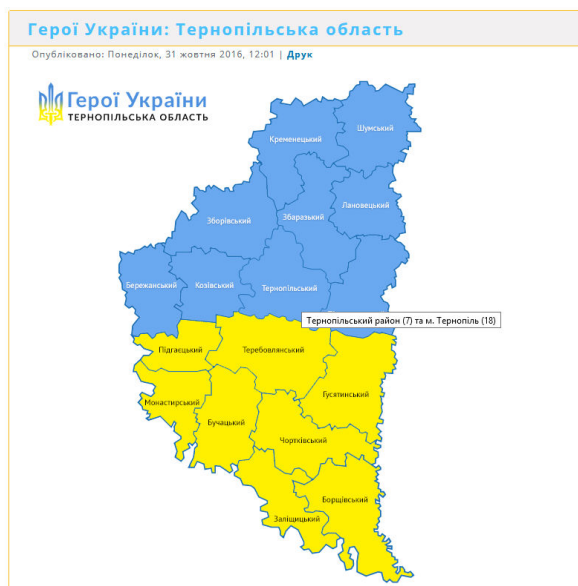 Герої України: Тернопільська область
Опубліковано: Понеділок, 31 жовтня 2016, 12:01 | Друк
Герої України
ТЕРНОПІЛЬСЬКА ОБЛАСТЬ
Шумський
Кременецький
Лановецький
Збаразький
Зборівський
Бережанський
Козівський
Тернопільський
Тернопільський район (7) та м. Тернопіль (18)
Підгаєцький
Теребовлянський
Гусятинський
Монастирський
Бучацький
Чортківський
Борщівський
Заліщицький